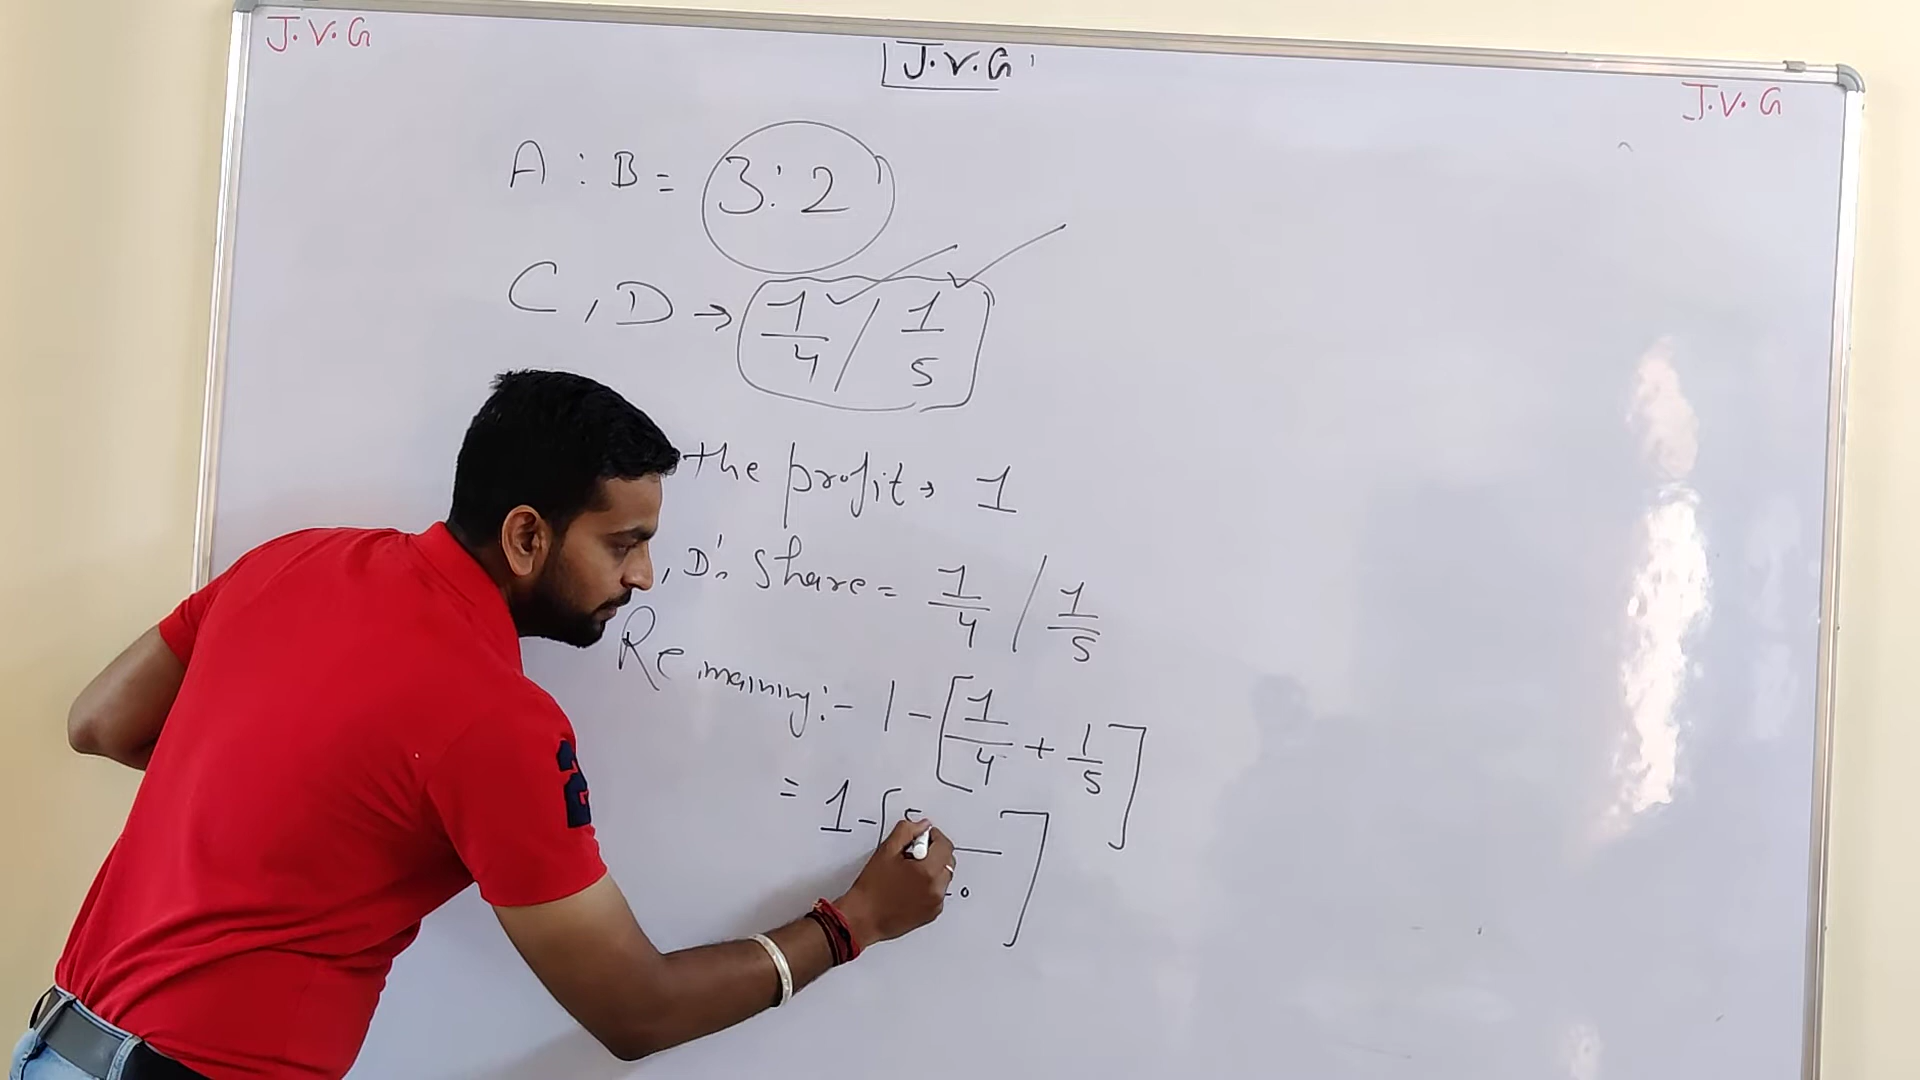 J.V.G
J.V.G
J.V.G
A : B = 3:2
C, D → 1/4 / 1/5
the profit → 1
, D's share = 1/4 / 1/5
Remaining:- 1 - [1/4 + 1/5]
= 1 - [5